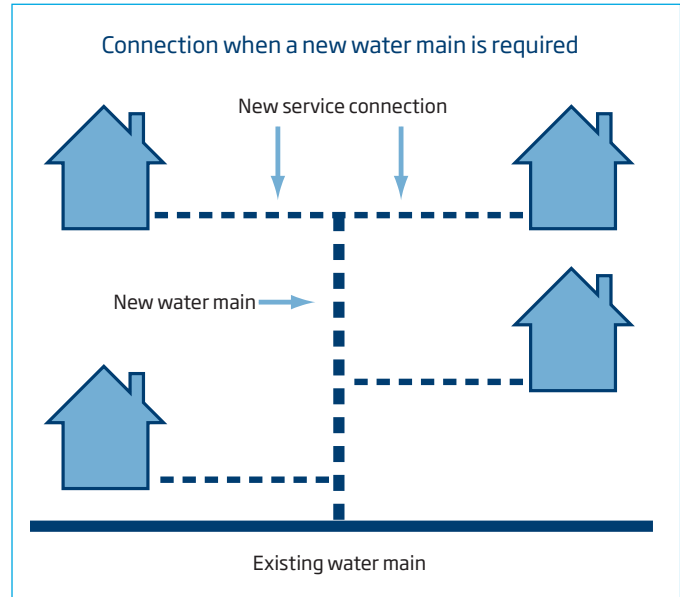 Connection when a new water main is required
New service connection
New water main
Existing water main